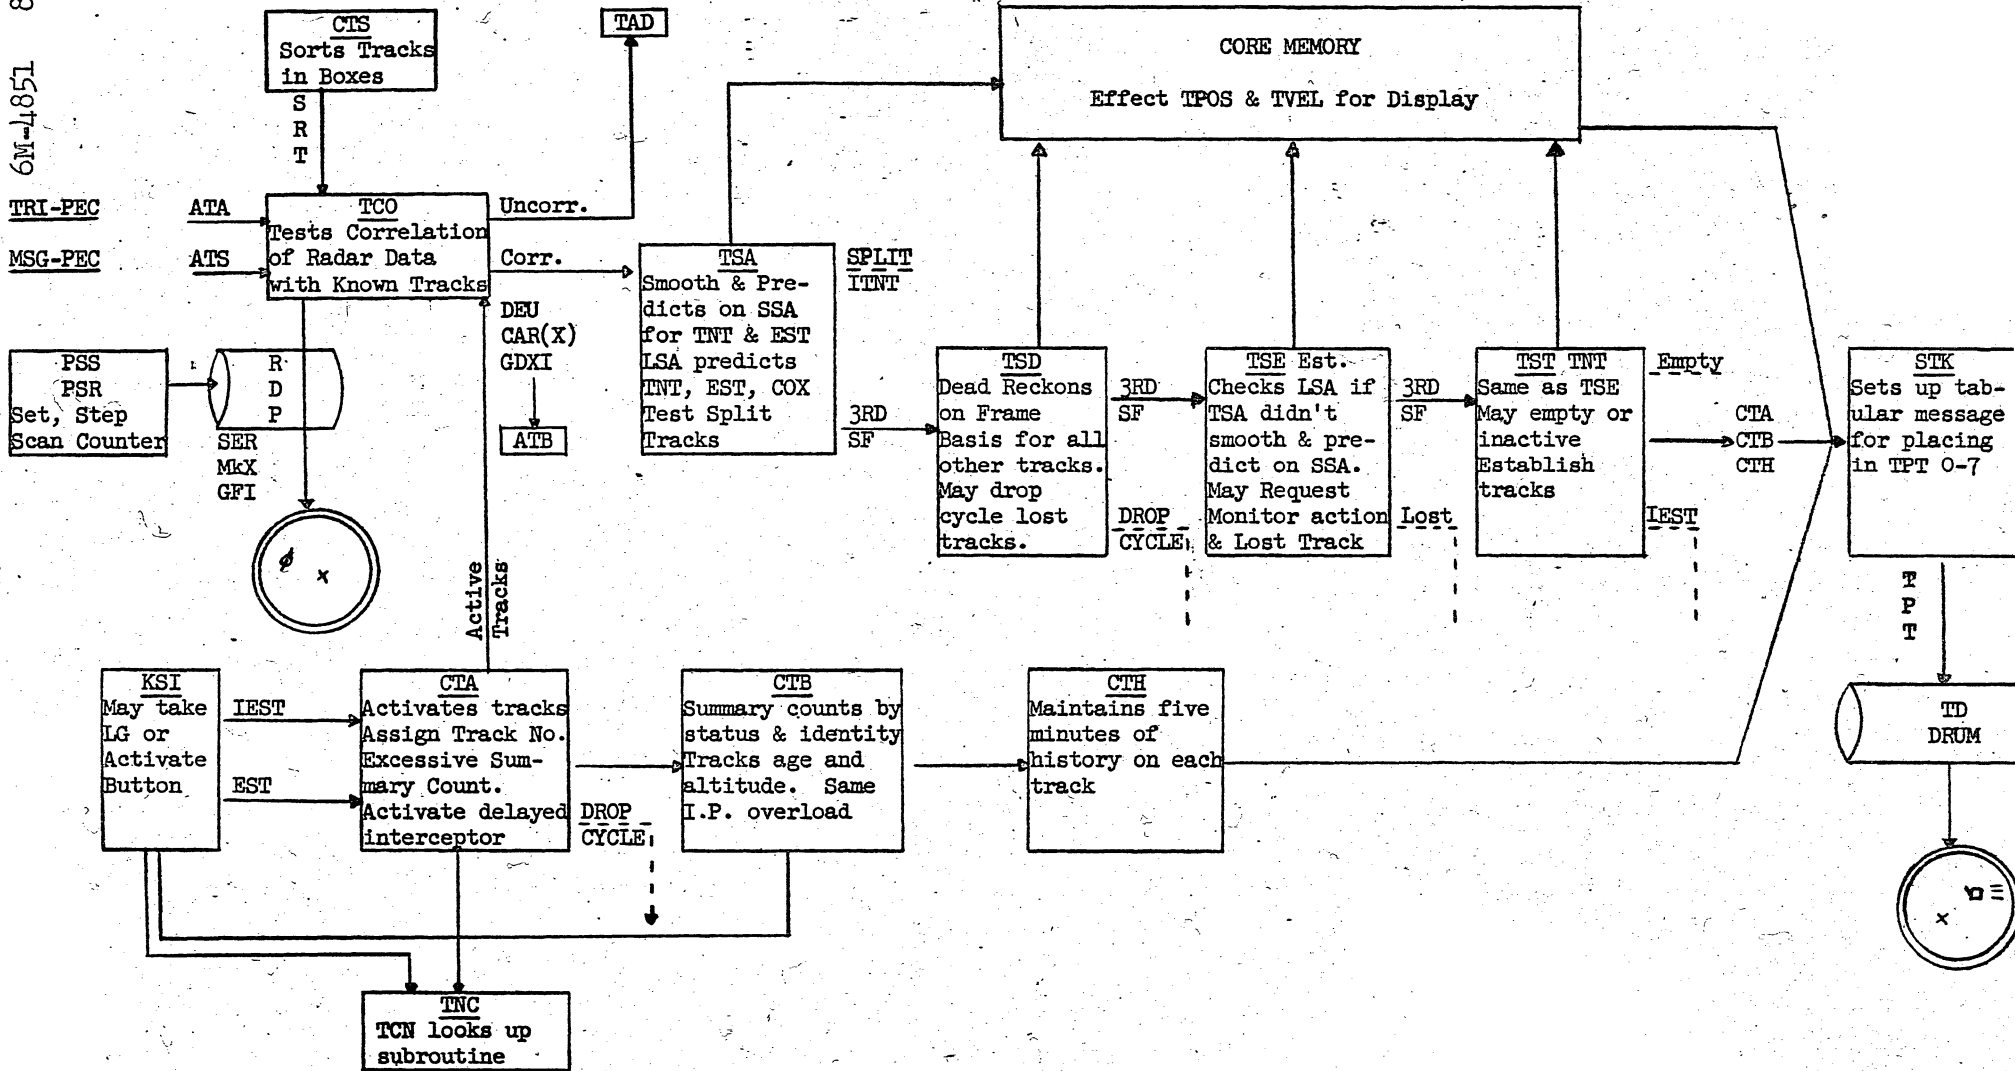 6M-4851 8
CTS
Sorts Tracks
in Boxes
S
R
T
TAD
CORE MEMORY
Effect TPOS & TVEL for Display
TRI-PEC
ATA
MSG-PEC
ATS
TCO
Tests Correlation
of Radar Data
with Known Tracks
Uncorr.
Corr.
DEU
CAR(X)
GDXI
ATB
TSA
Smooth & Pre-
dicts on SSA
for TNT & EST
LSA predicts
TNT, EST, COX
Test Split
Tracks
SPLIT
ITNT
3RD
SF
PSS
PSR
Set, Step
Scan Counter
R
D
P
SER
MkX
GFI
ɸ
x
TSD
Dead Reckons
on Frame
Basis for all
other tracks.
May drop
cycle lost
tracks.
3RD
SF
DROP
CYCLE
TSE Est.
Checks LSA if
TSA didn't
smooth & pre-
dict on SSA.
May Request
Monitor action
& Lost Track
3RD
SF
Lost
TST TNT
Same as TSE
May empty or
inactive
Establish
tracks
Empty
IEST
CTA
CTB
CTH
STK
Sets up tab-
ular message
for placing
in TPT 0-7
T
P
T
TD
DRUM
x
Active
Tracks
KSI
May take
LG or
Activate
Button
IEST
EST
CTA
Activates tracks
Assign Track No.
Excessive Sum-
mary Count.
Activate delayed
interceptor
DROP
CYCLE
CTB
Summary counts by
status & identity
Tracks age and
altitude. Same
I.P. overload
CTH
Maintains five
minutes of
history on each
track
TNC
TCN looks up
subroutine